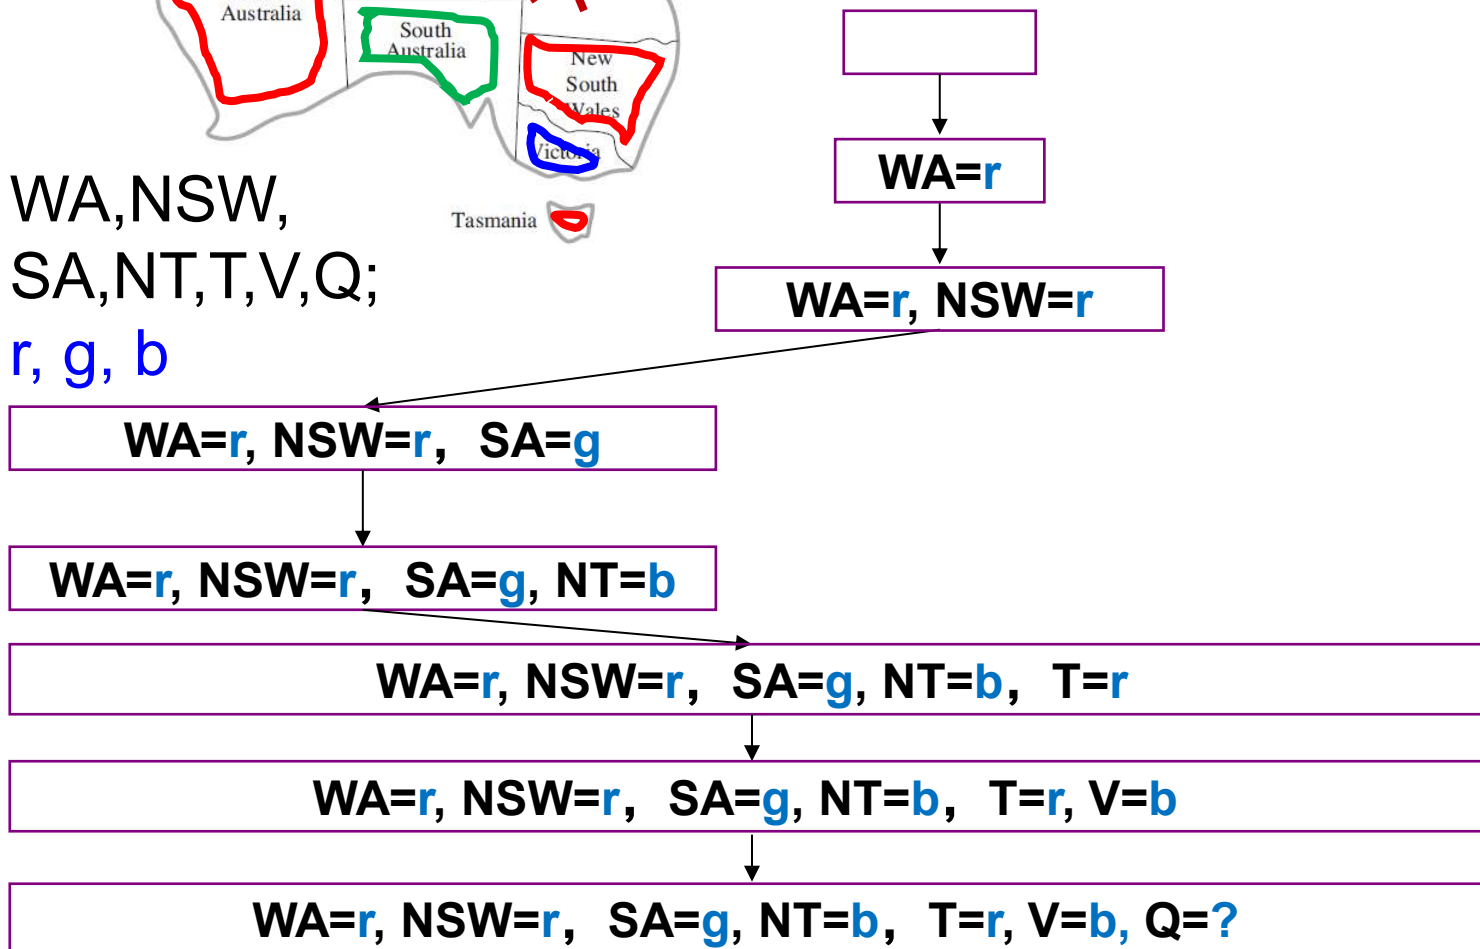 Australia
South
Australia
New
South
Wales
Victoria
Tasmania
WA,NSW,
SA,NT,T,V,Q;
r, g, b
WA=r
WA=r, NSW=r
WA=r, NSW=r, SA=g
WA=r, NSW=r, SA=g, NT=b
WA=r, NSW=r, SA=g, NT=b, T=r
WA=r, NSW=r, SA=g, NT=b, T=r, V=b
WA=r, NSW=r, SA=g, NT=b, T=r, V=b, Q=?